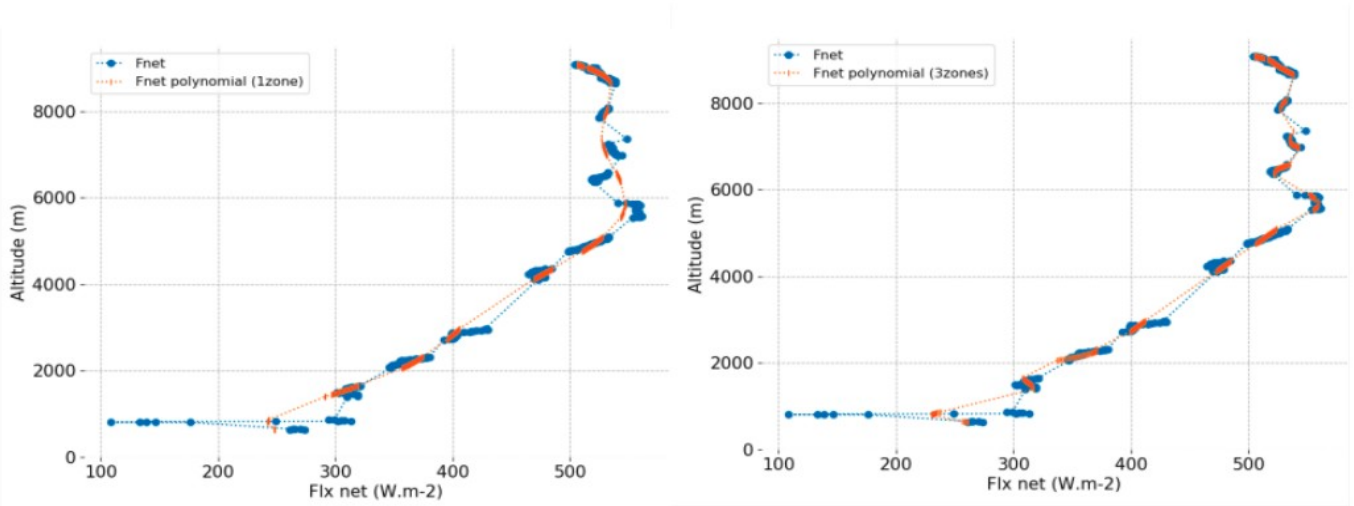 Fnet
Fnet polynomial (1zone)
8000
6000
4000
2000
0
Altitude (m)
100
200
300
400
500
Flx net (W.m-2)
Fnet
Fnet polynomial (3zones)
8000
6000
4000
2000
0
Altitude (m)
100
200
300
400
500
Flx net (W.m-2)